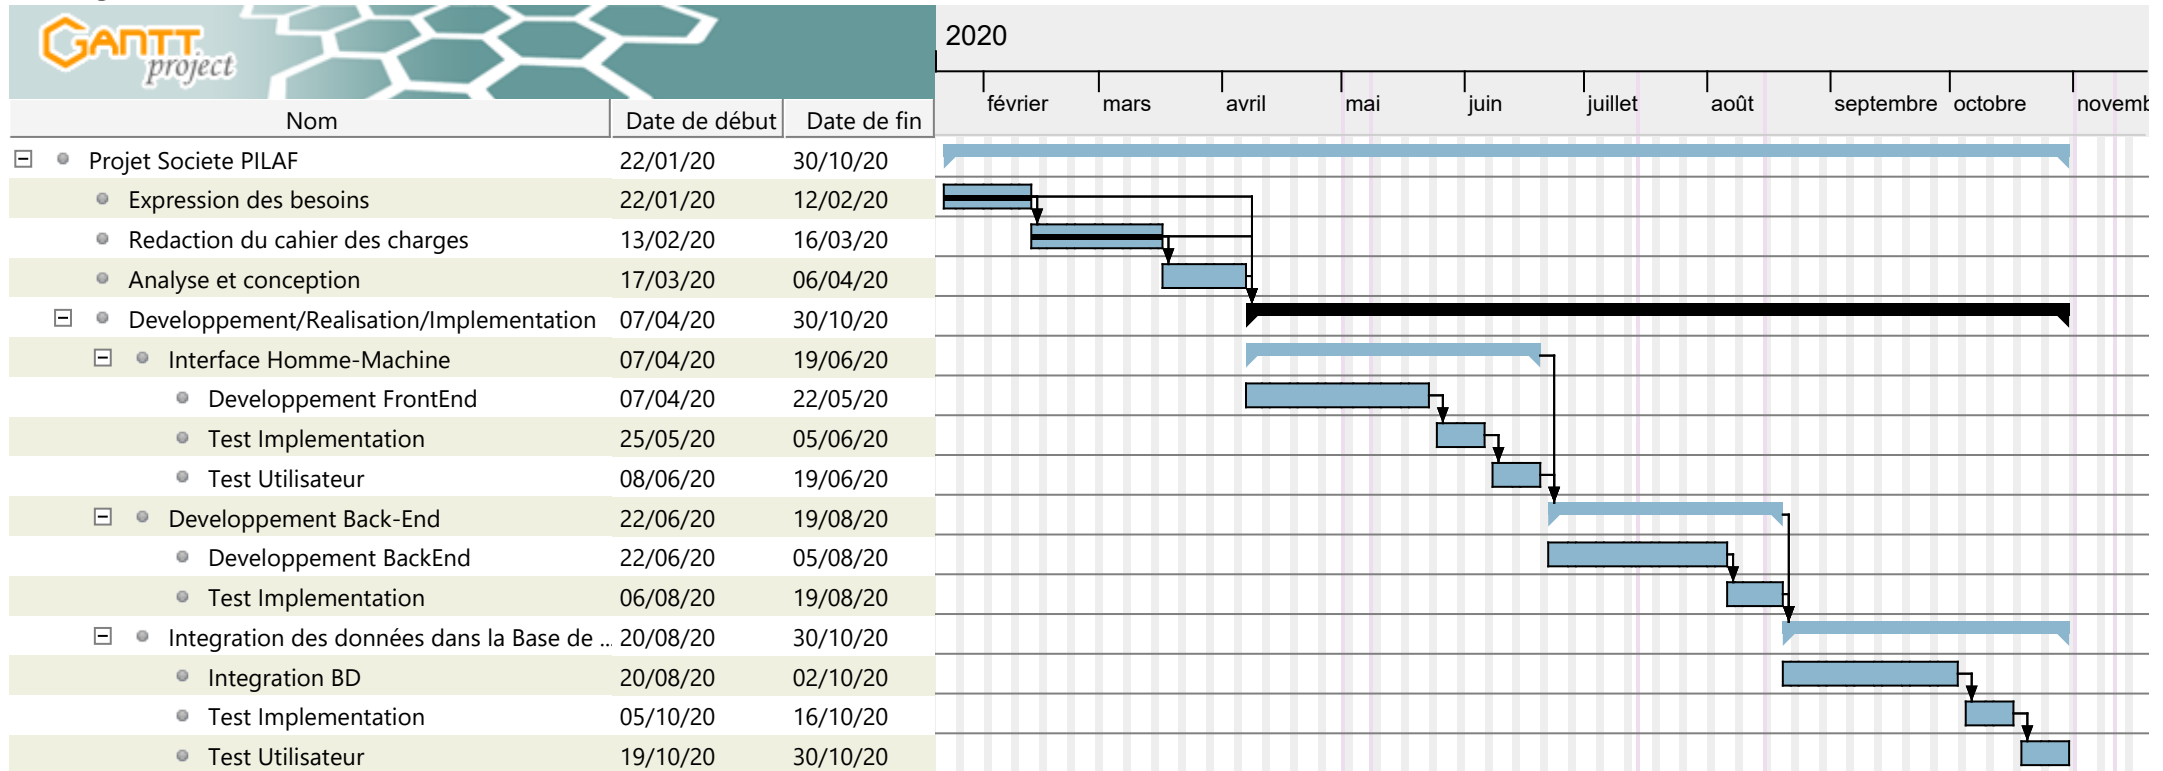 GANTT
project
2020
février mars avril mai juin juillet août septembre octobre novemb
Nom Date de début Date de fin
Projet Societe PILAF 22/01/20 30/10/20
Expression des besoins 22/01/20 12/02/20
Redaction du cahier des charges 13/02/20 16/03/20
Analyse et conception 17/03/20 06/04/20
Developpement/Realisation/Implementation 07/04/20 30/10/20
Interface Homme-Machine 07/04/20 19/06/20
Developpement FrontEnd 07/04/20 22/05/20
Test Implementation 25/05/20 05/06/20
Test Utilisateur 08/06/20 19/06/20
Developpement Back-End 22/06/20 19/08/20
Developpement BackEnd 22/06/20 05/08/20
Test Implementation 06/08/20 19/08/20
Integration des données dans la Base de ... 20/08/20 30/10/20
Integration BD 20/08/20 02/10/20
Test Implementation 05/10/20 16/10/20
Test Utilisateur 19/10/20 30/10/20